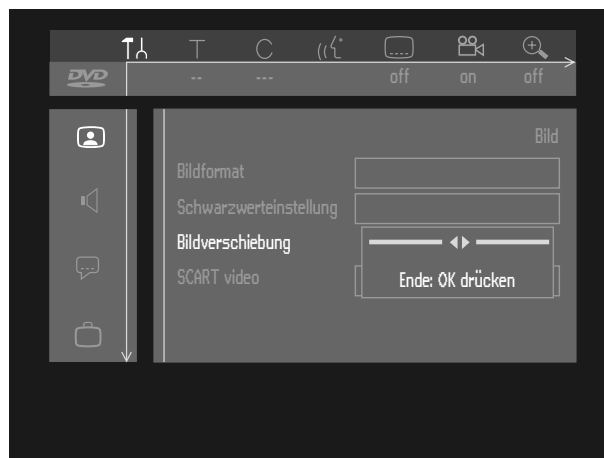 T C
DVD -- --- off on off
Bild
Bildformat
Schwarzwerteinstellung
Bildverschiebung
SCART video
Ende: OK drücken